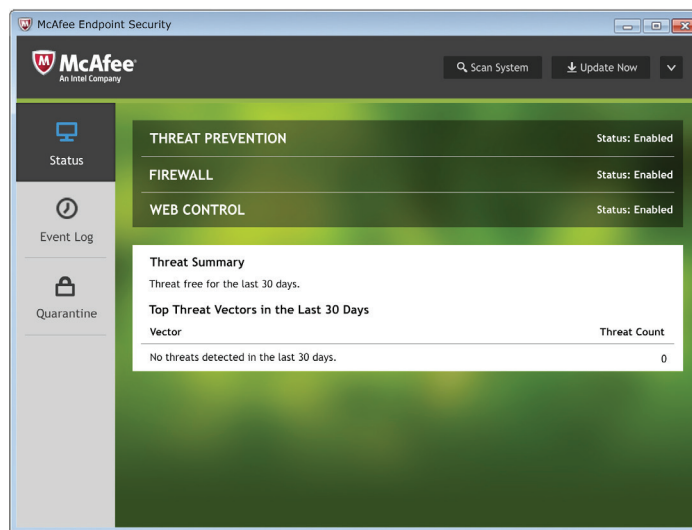 McAfee Endpoint Security
McAfee
An Intel Company
Scan System
Update Now
Status
Event Log
Quarantine
THREAT PREVENTION Status: Enabled
FIREWALL Status: Enabled
WEB CONTROL Status: Enabled
Threat Summary
Threat free for the last 30 days.
Top Threat Vectors in the Last 30 Days
Vector Threat Count
No threats detected in the last 30 days. 0